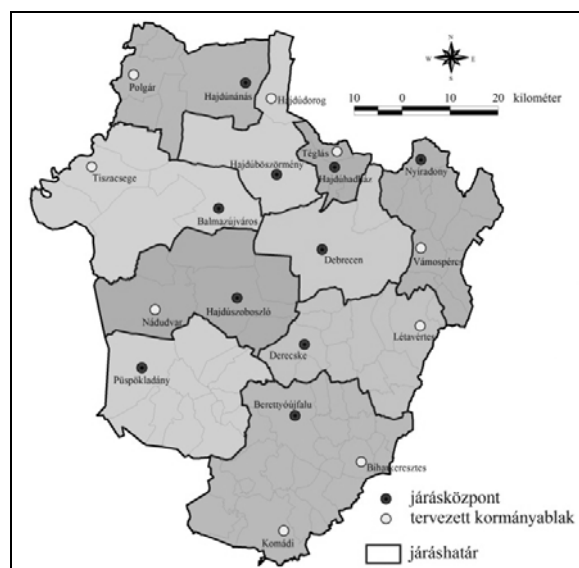 N
W E
S
10 0 10 20 kilométer
Polgár
Hajdúnánás
Hajdúdorog
Téglás
Hajdúhadház
Nyíradony
Tiszacsege
Hajdúböszörmény
Balmazújváros
Debrecen
Vámospércs
Nádudvar
Hajdúszoboszló
Létavértes
Derecske
Püspökladány
Berettyóújfalu
Biharkeresztes
Komádi
járásközpont
tervezett kormányablak
járáshatár